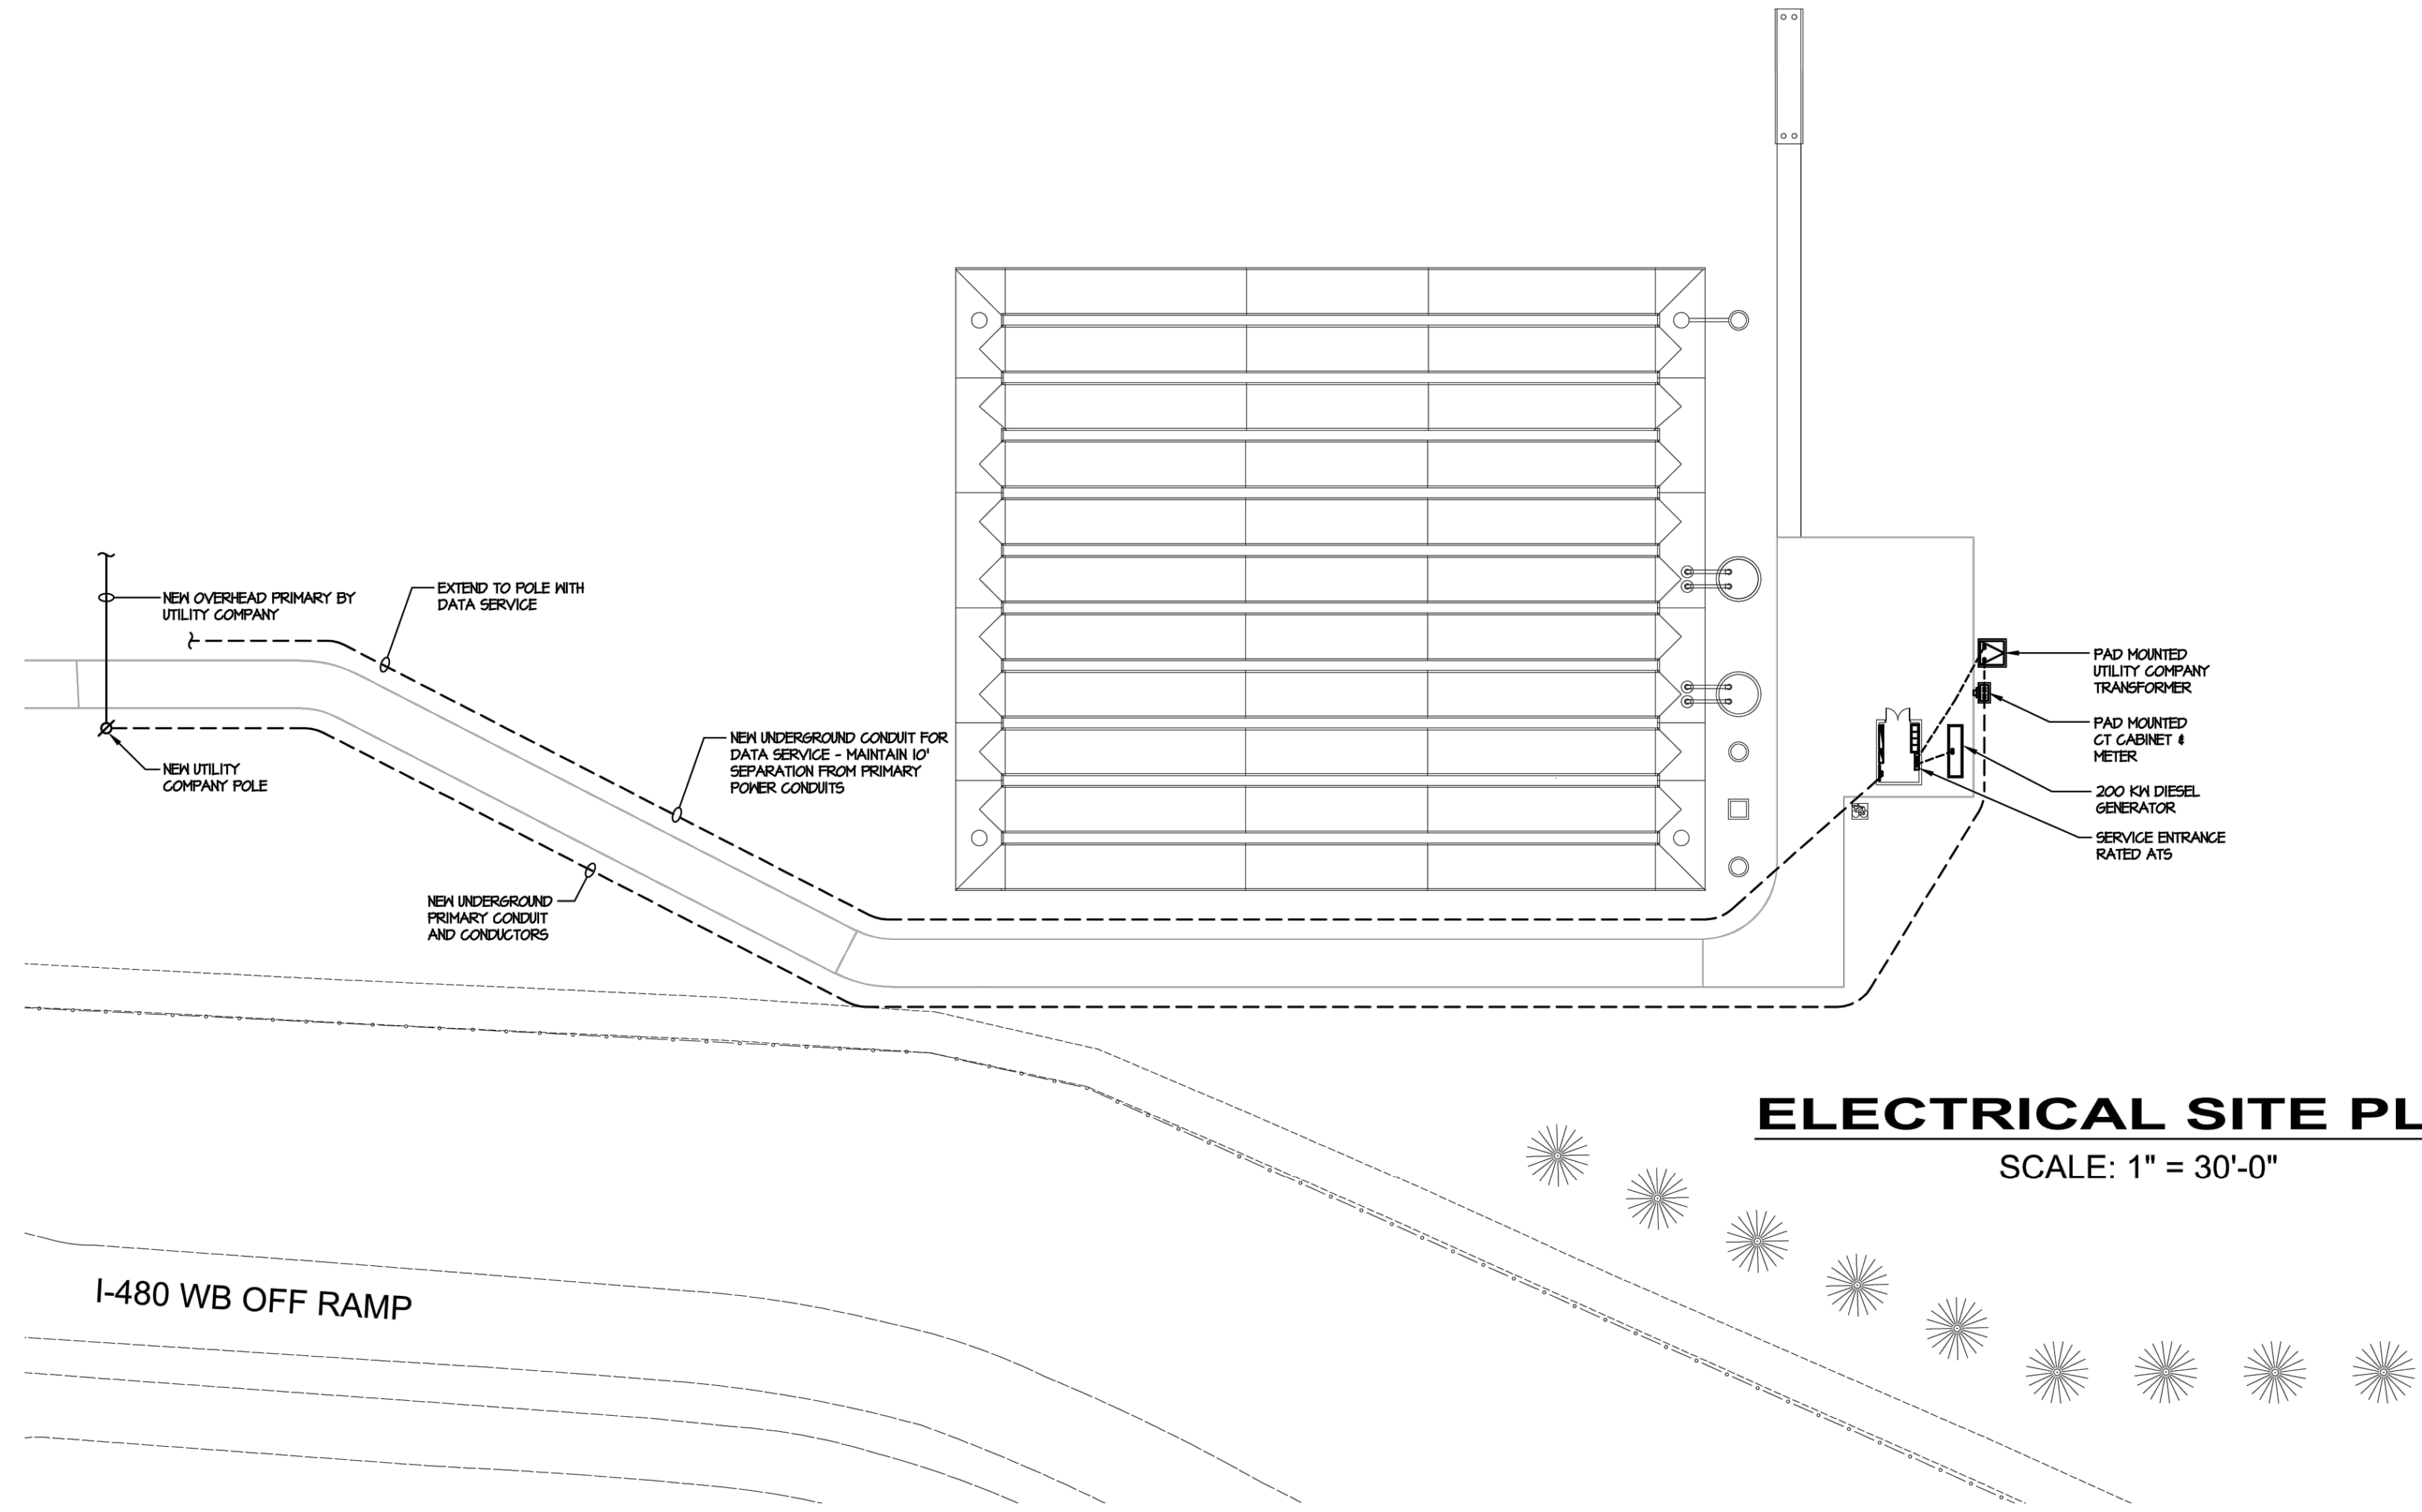 NEW OVERHEAD PRIMARY BY
UTILITY COMPANY
EXTEND TO POLE WITH
DATA SERVICE
NEW UTILITY
COMPANY POLE
NEW UNDERGROUND CONDUIT FOR
DATA SERVICE - MAINTAIN 10'
SEPARATION FROM PRIMARY
POWER CONDUITS
NEW UNDERGROUND
PRIMARY CONDUIT
AND CONDUCTORS
PAD MOUNTED
UTILITY COMPANY
TRANSFORMER
PAD MOUNTED
CT CABINET &
METER
200 KW DIESEL
GENERATOR
SERVICE ENTRANCE
RATED ATS
ELECTRICAL SITE PL
SCALE: 1" = 30'-0"
I-480 WB OFF RAMP